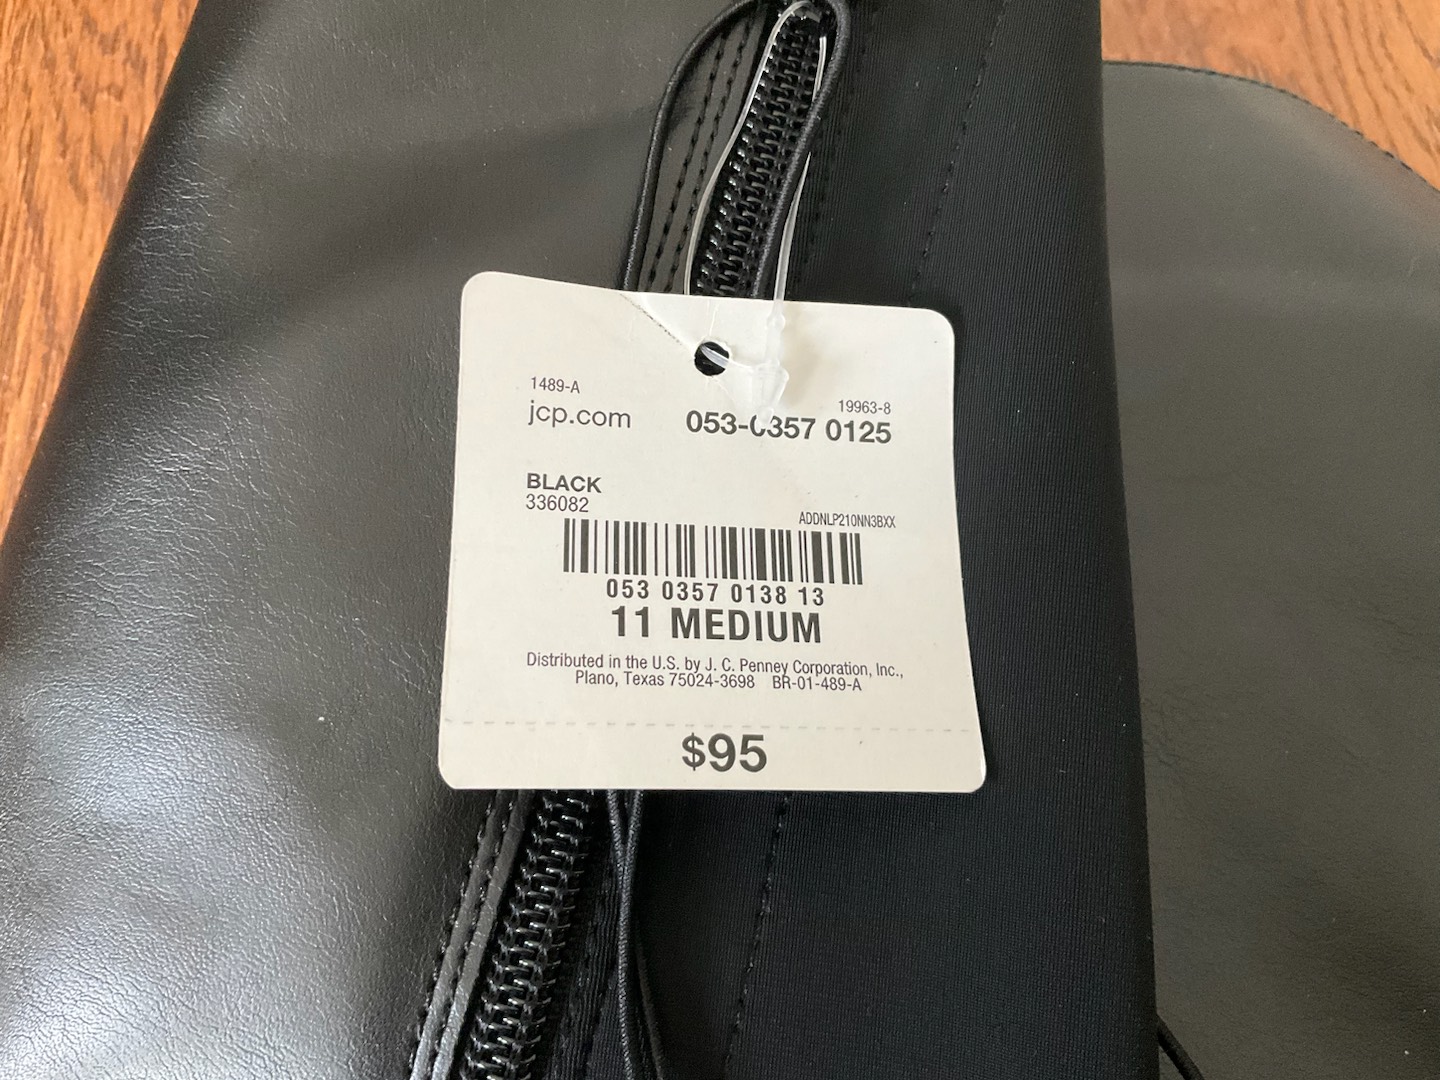 1489-A
19963-8
jcp.com
053-0357 0125
BLACK
336082
ADDNLP210NN3BXX
053 0357 0138 13
11 MEDIUM
Distributed in the U.S. by J. C. Penney Corporation, Inc.,
Plano, Texas 75024-3698 BR-01-489-A
$95